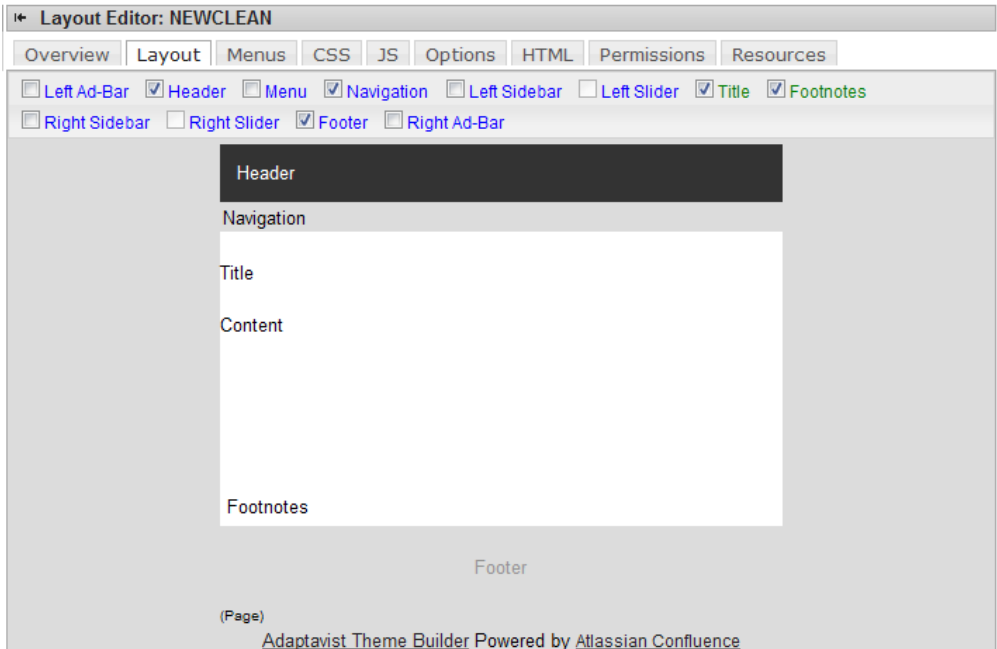 Layout Editor: NEWCLEAN
Overview Layout Menus CSS JS Options HTML Permissions Resources
Left Ad-Bar Header Menu Navigation Left Sidebar Left Slider Title Footnotes
Right Sidebar Right Slider Footer Right Ad-Bar
Header
Navigation
Title
Content
Footnotes
Footer
(Page)
Adaptavist Theme Builder Powered by Atlassian Confluence